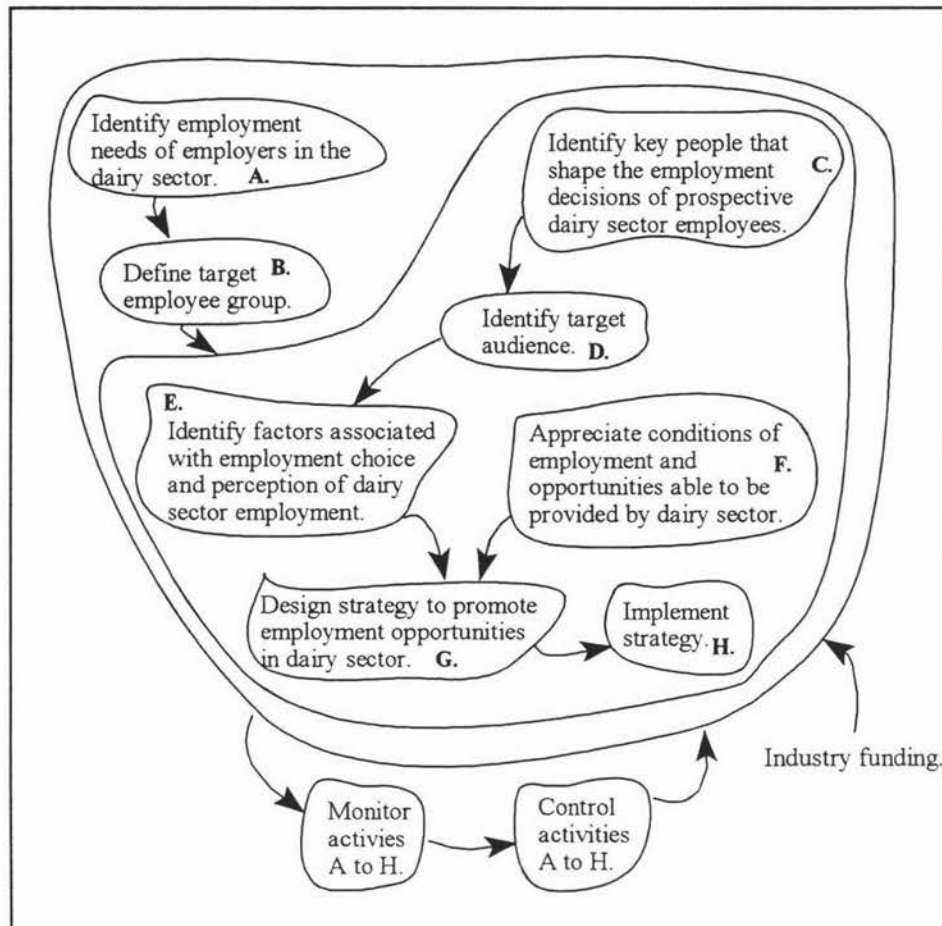 Identify employment
needs of employers in the
dairy sector. A.
Define target B.
employee group.
Identify key people that
shape the employment C.
decisions of prospective
dairy sector employees.
Identify target
audience. D.
E.
Identify factors associated
with employment choice
and perception of dairy
sector employment.
Appreciate conditions of
employment and F.
opportunities able to be
provided by dairy sector.
Design strategy to promote
employment opportunities
in dairy sector. G.
Implement
strategy. H.
Industry funding.
Monitor
activies
A to H.
Control
activities
A to H.